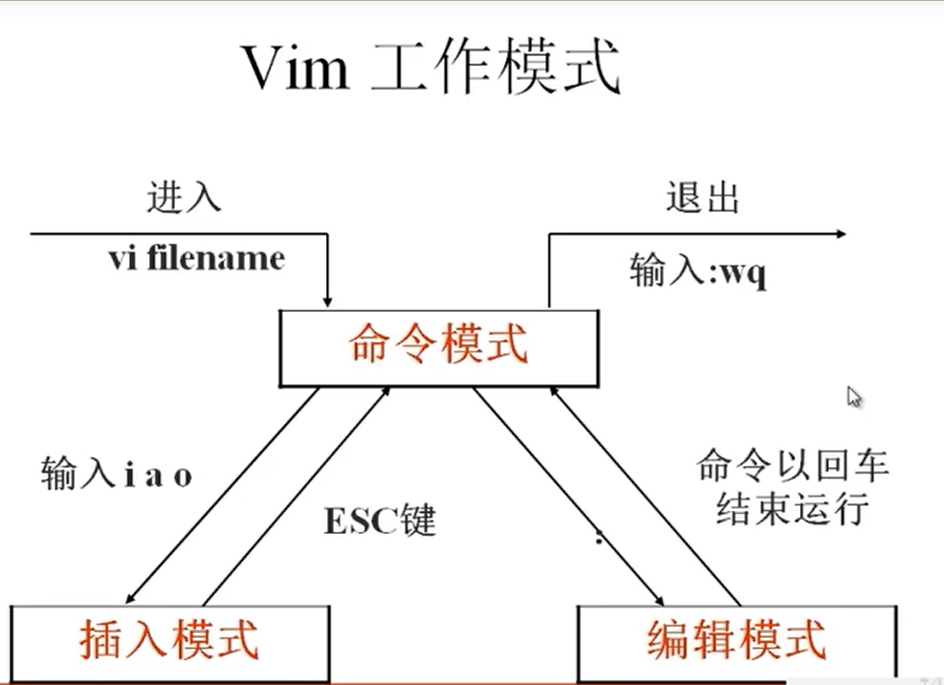 Vim 工作模式
进入
vi filename
退出
输入:wq
命令模式
输入 i a o
ESC键
:
命令以回车
结束运行
插入模式
编辑模式